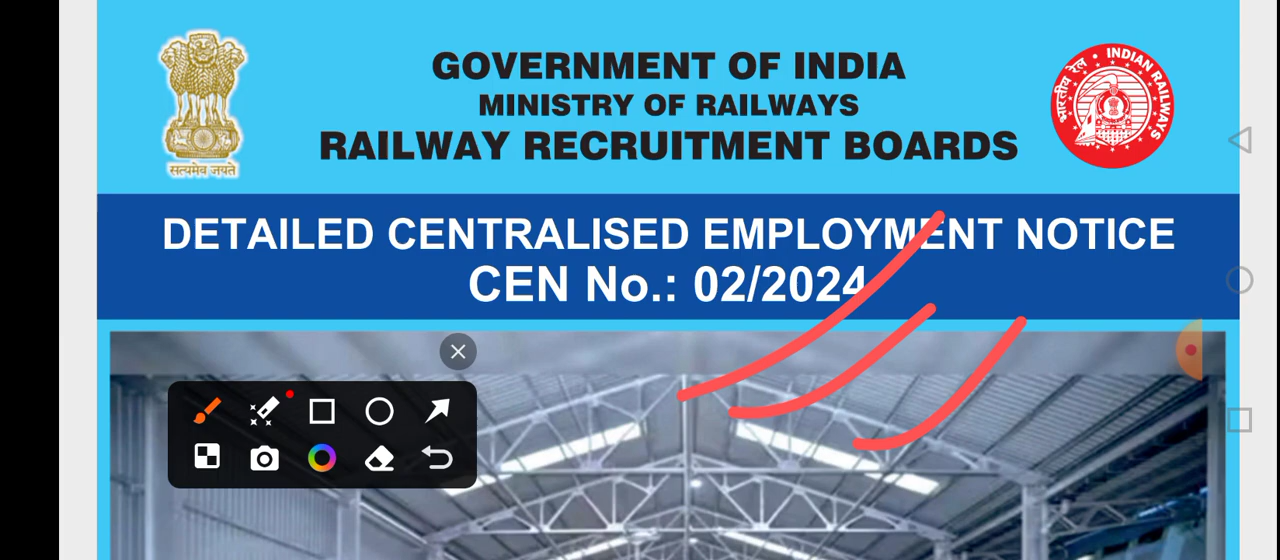 सत्यमेव जयते
GOVERNMENT OF INDIA
MINISTRY OF RAILWAYS
RAILWAY RECRUITMENT BOARDS
भारतीय रेल • INDIAN RAILWAYS
DETAILED CENTRALISED EMPLOYMENT NOTICE
CEN No.: 02/2024